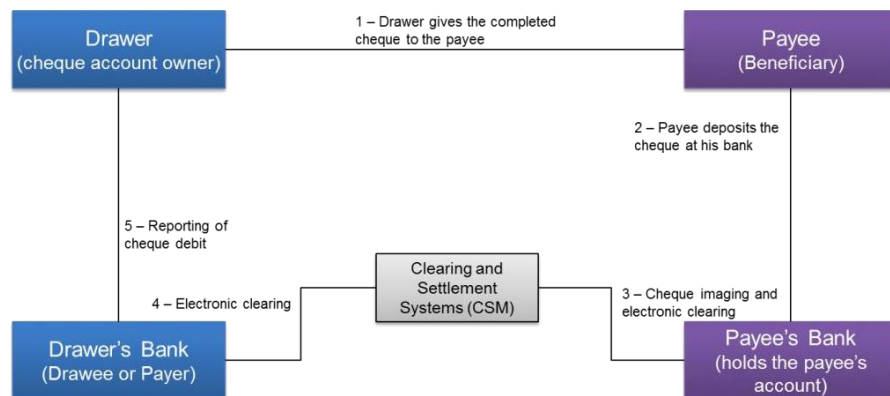 Drawer
(cheque account owner)
1 – Drawer gives the completed
cheque to the payee
Payee
(Beneficiary)
2 – Payee deposits the
cheque at his bank
5 – Reporting of
cheque debit
Clearing and
Settlement
Systems (CSM)
4 – Electronic clearing
3 – Cheque imaging and
electronic clearing
Drawer's Bank
(Drawee or Payer)
Payee's Bank
(holds the payee's
account)